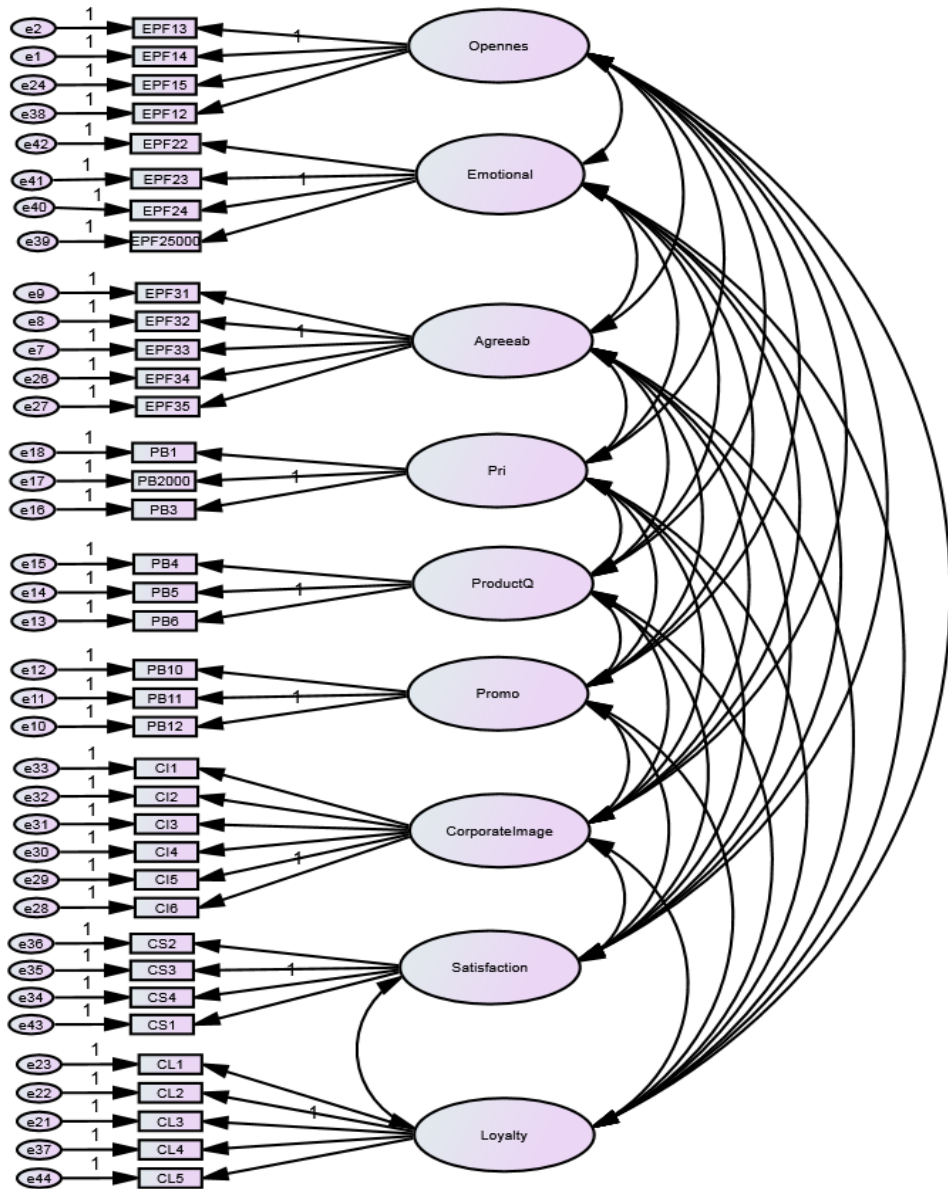 e2 1 EPF13 1 Opennes
e1 1 EPF14
e24 1 EPF15
e38 1 EPF12
e42 1 EPF22
e41 1 EPF23 1 Emotional
e40 1 EPF24
e39 1 EPF25000
e9 1 EPF31
e8 1 EPF32
e7 1 EPF33 1 Agreeab
e26 1 EPF34
e27 1 EPF35
e18 1 PB1
e17 1 PB2000 1 Pri
e16 1 PB3
e15 1 PB4
e14 1 PB5 1 ProductQ
e13 1 PB6
e12 1 PB10
e11 1 PB11 1 Promo
e10 1 PB12
e33 1 CI1
e32 1 CI2
e31 1 CI3 CorporateImage
e30 1 CI4
e29 1 CI5 1
e28 1 CI6
e36 1 CS2
e35 1 CS3 1 Satisfaction
e34 1 CS4
e43 1 CS1
e23 1 CL1
e22 1 CL2
e21 1 CL3 1 Loyalty
e37 1 CL4
e44 1 CL5